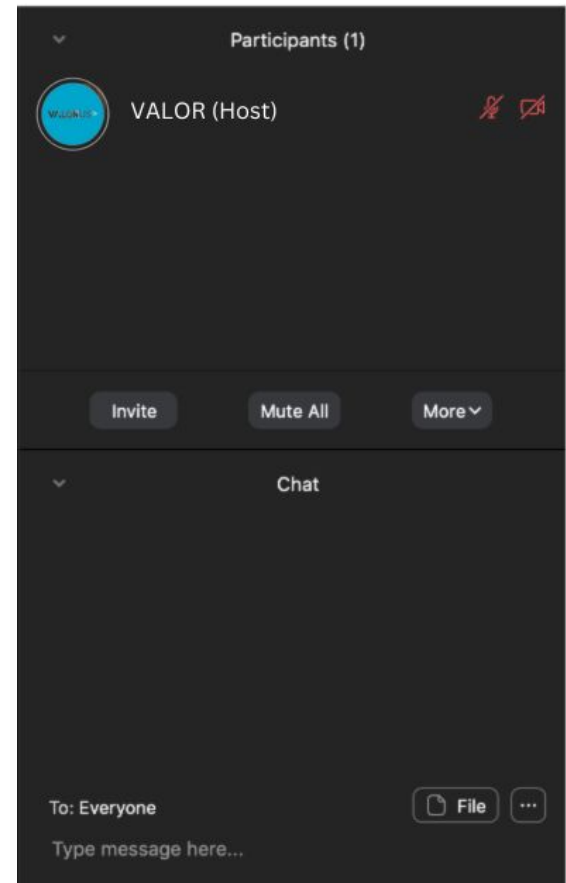 Participants (1)
VALOR (Host)
Invite
Mute All
More
Chat
To: Everyone
File
Type message here...